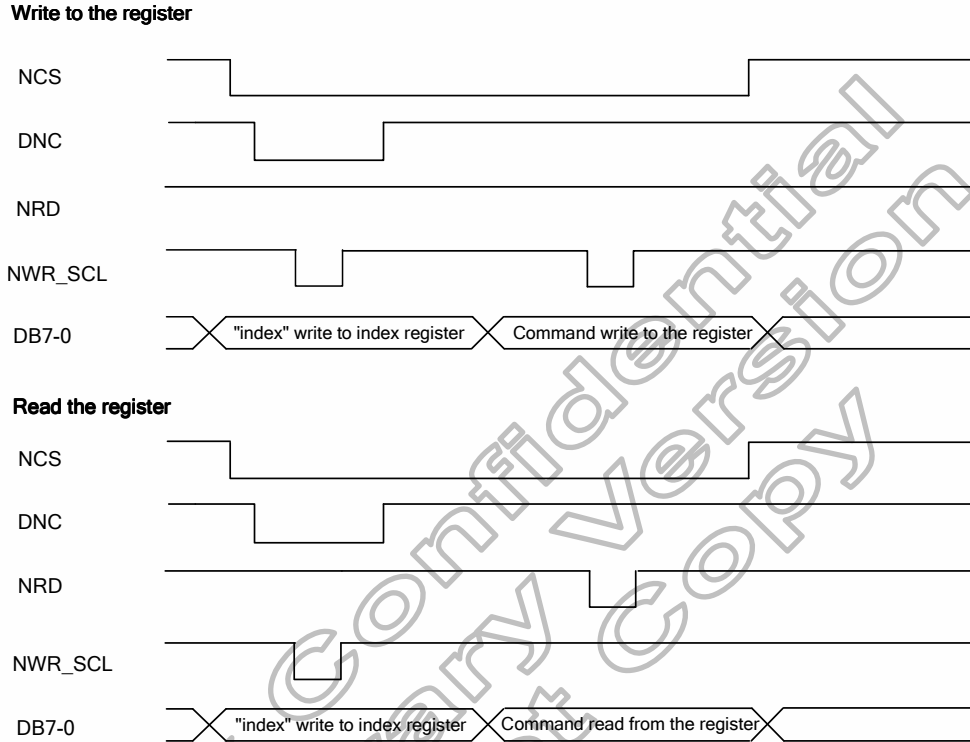 Write to the register
NCS
DNC
NRD
NWR_SCL
DB7-0
"index" write to index register
Command write to the register
Read the register
NCS
DNC
NRD
NWR_SCL
DB7-0
"index" write to index register
Command read from the register
Confidential
Version
Copy